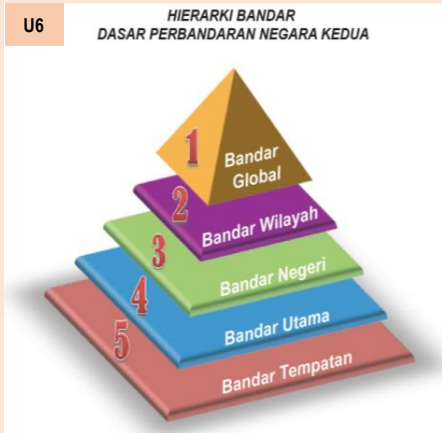 U6
HIERARKI BANDAR
DASAR PERBANDARAN NEGARA KEDUA
1
Bandar
Global
2
Bandar Wilayah
3
Bandar Negeri
4
Bandar Utama
5
Bandar Tempatan